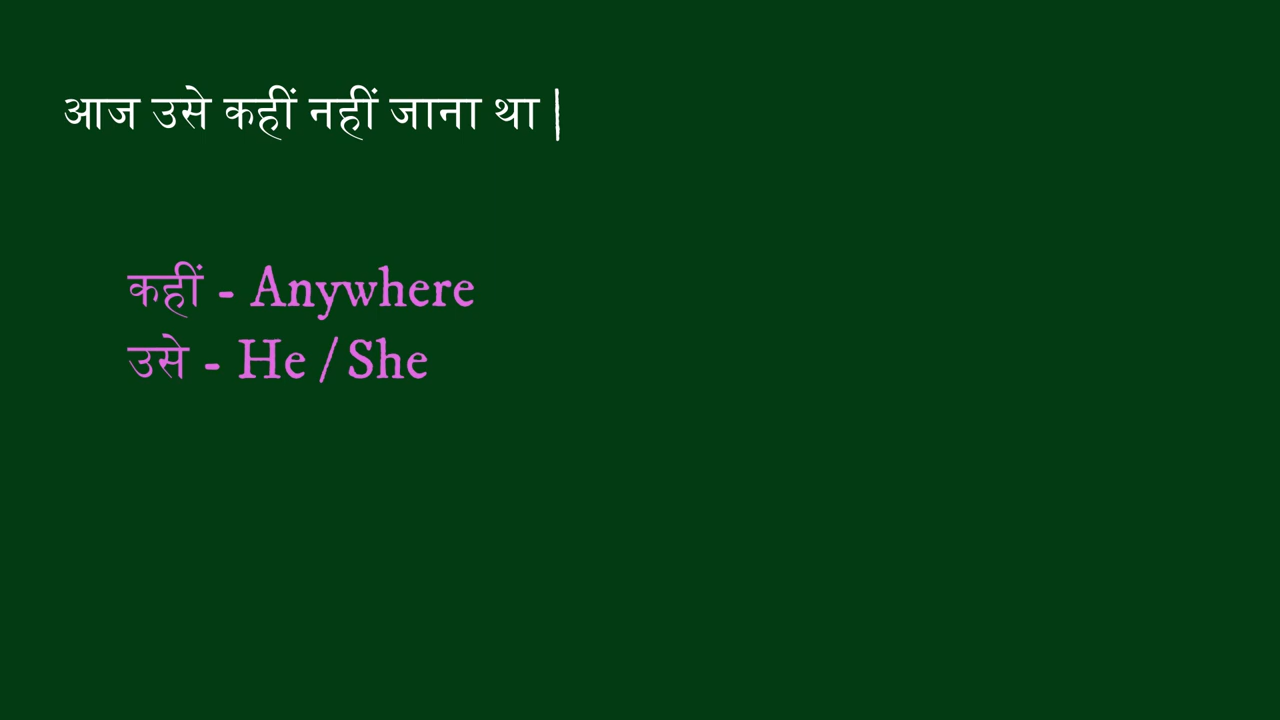 आज उसे कहीं नहीं जाना था |
कहीं - Anywhere
उसे - He / She